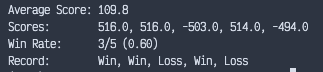 Average Score: 109.8
Scores: 516.0, 516.0, -503.0, 514.0, -494.0
Win Rate: 3/5 (0.60)
Record: Win, Win, Loss, Win, Loss